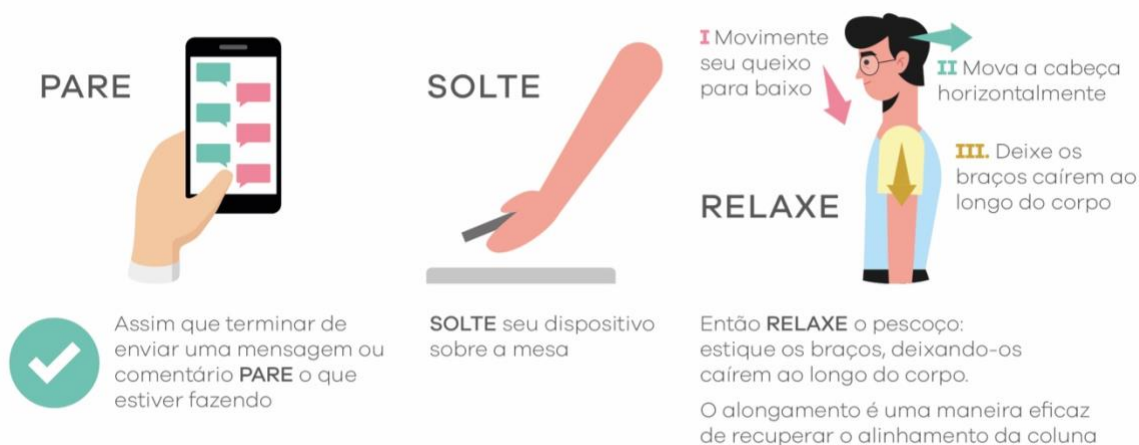 PARE
Assim que terminar de
enviar uma mensagem ou
comentário PARE o que
estiver fazendo
SOLTE
SOLTE seu dispositivo
sobre a mesa
I Movimente
seu queixo
para baixo
II Mova a cabeça
horizontalmente
III. Deixe os
braços caírem ao
longo do corpo
RELAXE
Então RELAXE o pescoço:
estique os braços, deixando-os
caírem ao longo do corpo.
O alongamento é uma maneira eficaz
de recuperar o alinhamento da coluna